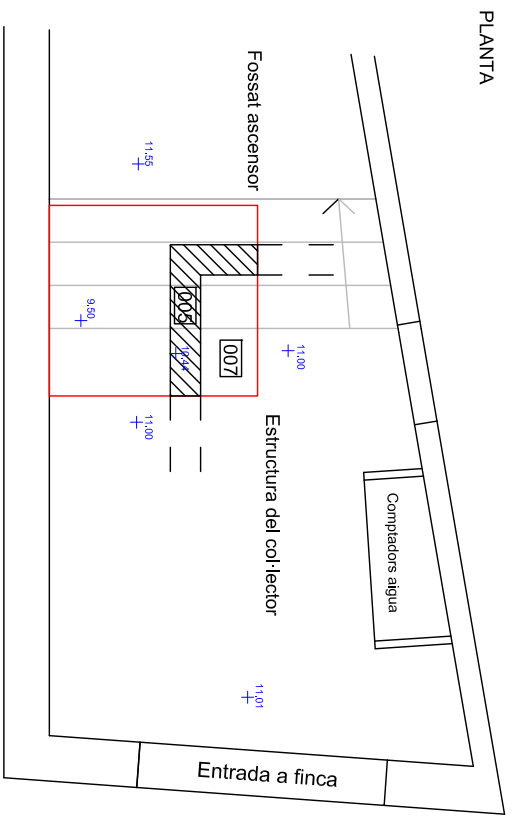 PLANTA
Fossat ascensor
11.55
9.50
005
10.44
007
11.00
11.00
Estructura del col·lector
Comptadors aigua
11.01
Entrada a finca